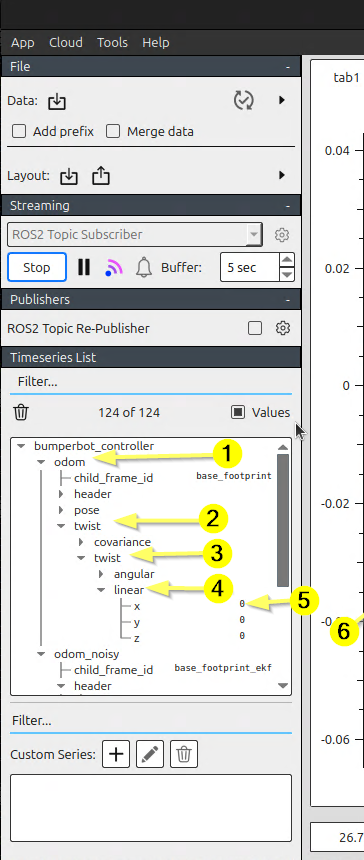 App Cloud Tools Help
File -
tab1
Data:
Add prefix Merge data
0.04
Layout:
Streaming -
ROS2 Topic Subscriber
Stop Buffer: 5 sec
0.02
Publishers -
ROS2 Topic Re-Publisher
Timeseries List
Filter...
0
124 of 124 Values
bumperbot_controller
odom 1
child_frame_id base_footprint
header
pose
-0.02
twist 2
covariance
twist 3
angular
linear 4
x 0 5
y 0
z 0
6
odom_noisy
child_frame_id base_footprint_ekf
header
Filter...
-0.06
Custom Series:
26.7